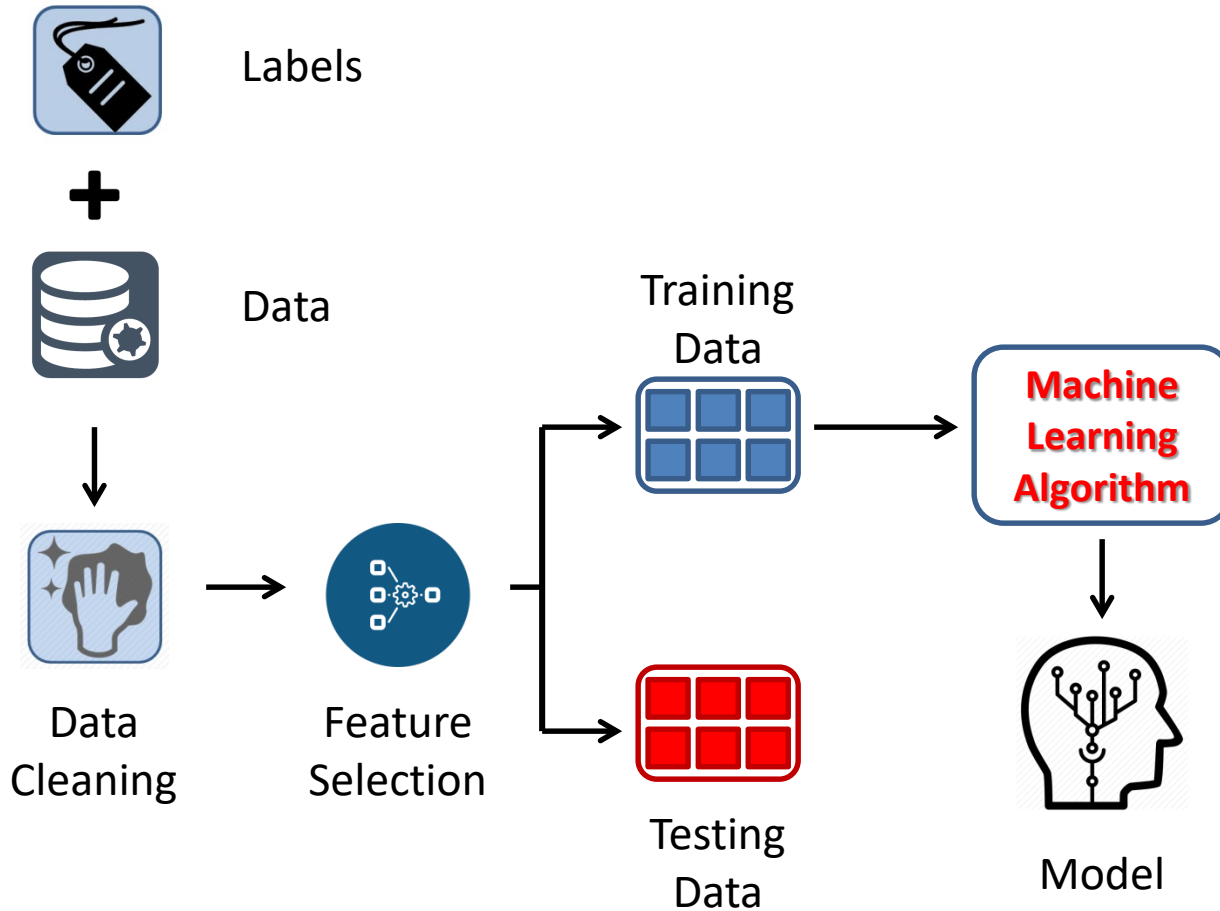 Labels
Data
Training
Data
Machine
Learning
Algorithm
Data
Cleaning
Feature
Selection
Testing
Data
Model